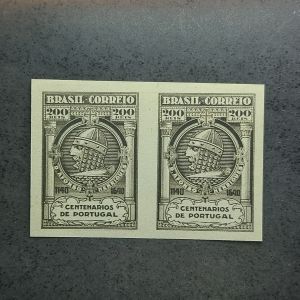 BRASIL-CORREIO
200 200
RÉIS RÉIS
1140 1640
CENTENARIOS
DE PORTUGAL
BRASIL-CORREIO
200 200
RÉIS RÉIS
1140 1640
CENTENARIOS
DE PORTUGAL